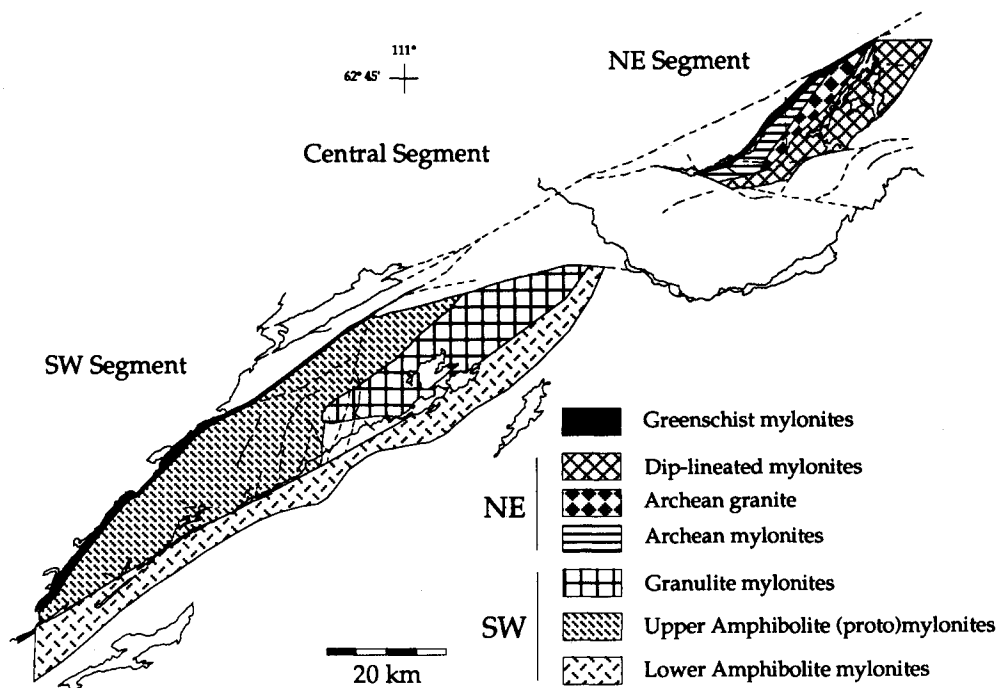 111°
62° 45'
NE Segment
Central Segment
SW Segment
Greenschist mylonites
NE
Dip-lineated mylonites
Archean granite
Archean mylonites
SW
Granulite mylonites
Upper Amphibolite (proto)mylonites
Lower Amphibolite mylonites
20 km